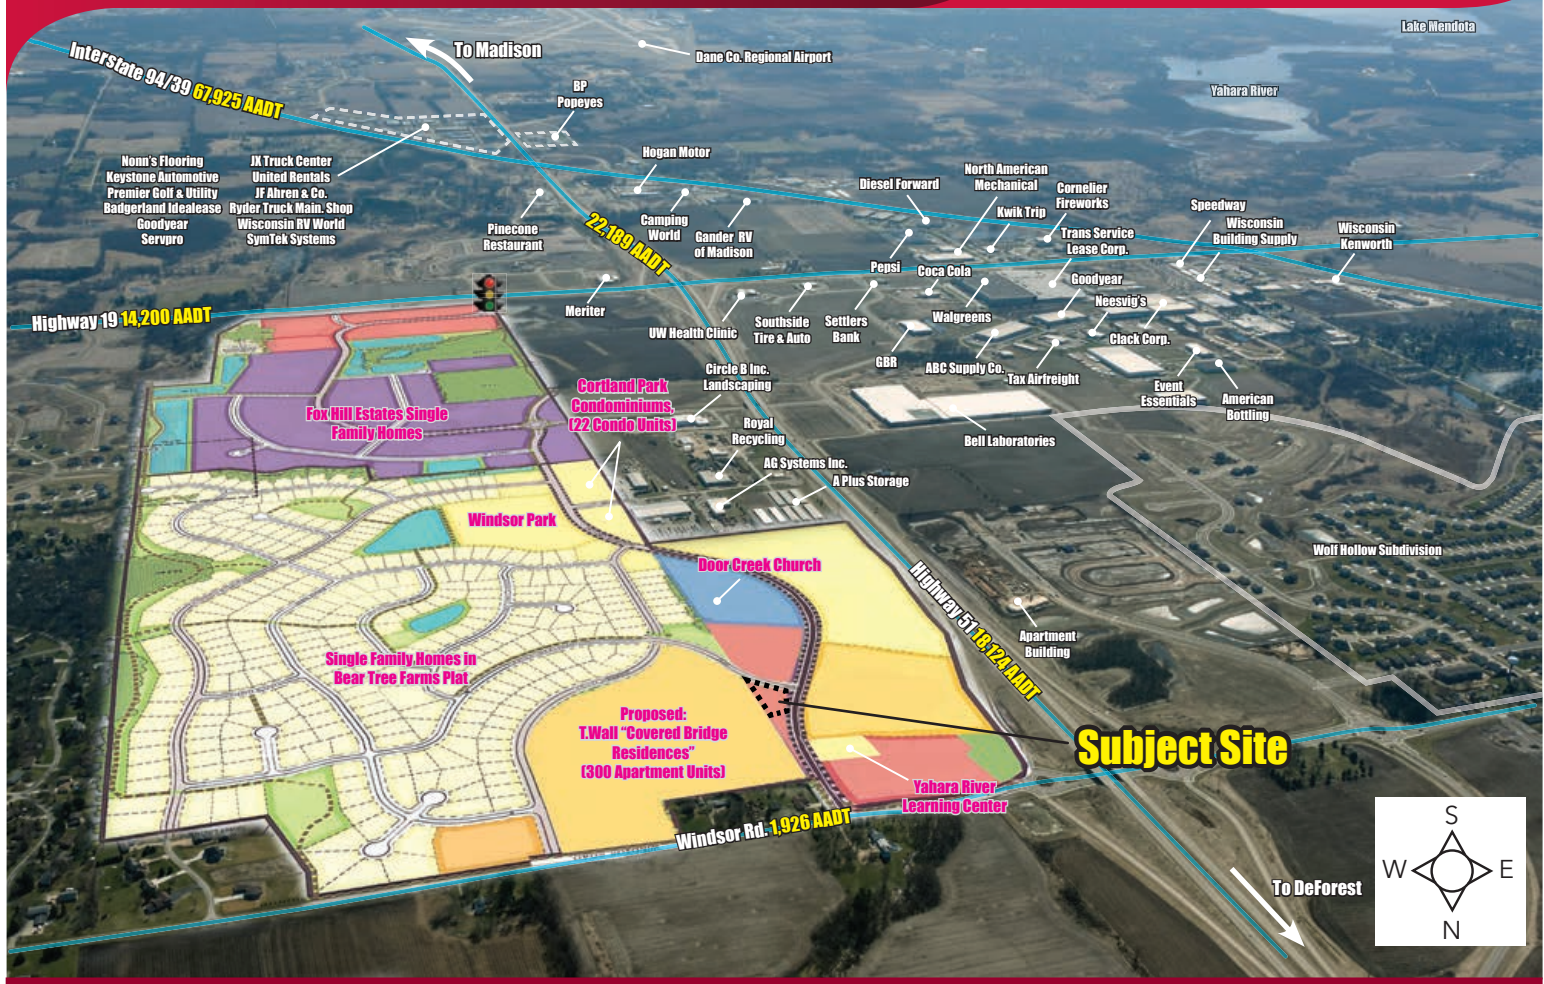 Lake Mendota
To Madison
Dane Co. Regional Airport
Interstate 94/39 67,925 AADT
Yahara River
BP
Popeyes
Nonn's Flooring
Keystone Automotive
Premier Golf & Utility
Badgerland Idealease
Goodyear
Servpro
JX Truck Center
United Rentals
JF Ahren & Co.
Ryder Truck Main. Shop
Wisconsin RV World
SymTek Systems
Hogan Motor
Pinecone
Restaurant
22,189 AADT
Camping
World
Gander RV
of Madison
Diesel Forward
North American
Mechanical
Kwik Trip
Cornelier
Fireworks
Trans Service
Lease Corp.
Speedway
Wisconsin
Building Supply
Wisconsin
Kenworth
Pepsi
Coca Cola
Goodyear
Neesvig's
Walgreens
Clack Corp.
Highway 19 14,200 AADT
Meriter
UW Health Clinic
Southside
Tire & Auto
Settlers
Bank
GBR
ABC Supply Co.
Tax Airfreight
Event
Essentials
American
Bottling
Circle B Inc.
Landscaping
Cortland Park
Condominiums,
(22 Condo Units)
Fox Hill Estates Single
Family Homes
Royal
Recycling
Bell Laboratories
AG Systems Inc.
A Plus Storage
Windsor Park
Wolf Hollow Subdivision
Door Creek Church
Highway 51 18,124 AADT
Apartment
Building
Single Family Homes in
Bear Tree Farms Plat
Proposed:
T.Wall "Covered Bridge
Residences"
(300 Apartment Units)
Subject Site
Yahara River
Learning Center
Windsor Rd. 1,926 AADT
To DeForest
S
W
E
N